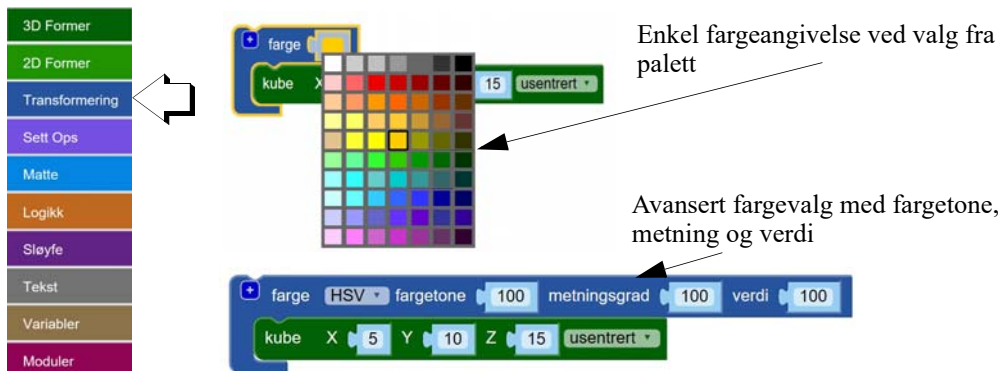 3D Former
2D Former
Transformering
Sett Ops
Matte
Logikk
Sløyfe
Tekst
Variabler
Moduler
farge
kube X 15 usentrert
Enkel fargeangivelse ved valg fra
palett
Avansert fargevalg med fargetone,
metning og verdi
farge HSV fargetone 100 metningsgrad 100 verdi 100
kube X 5 Y 10 Z 15 usentrert